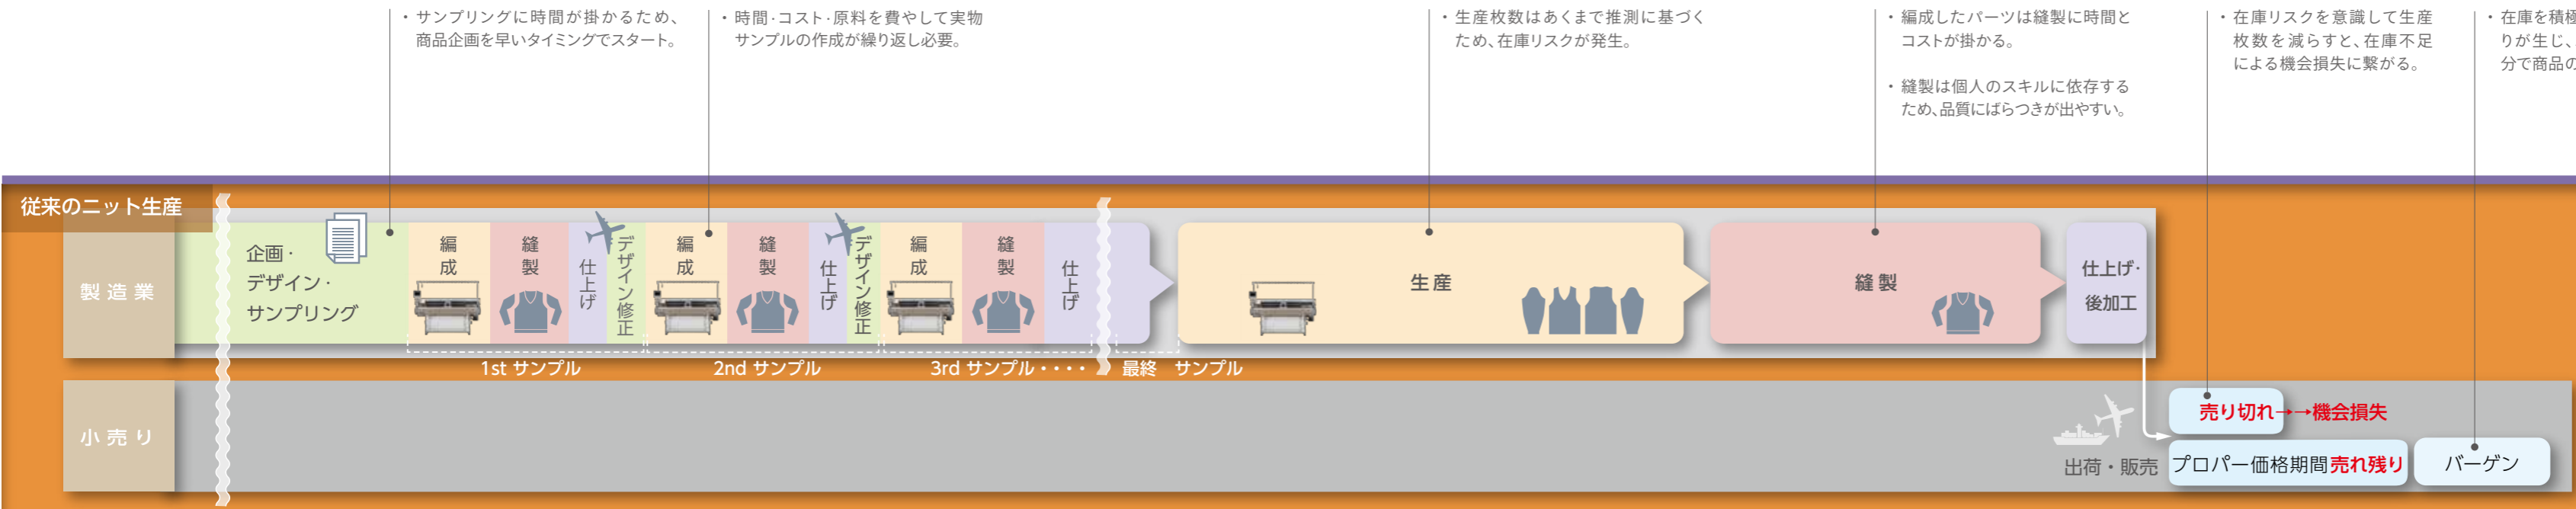 ・サンプリングに時間が掛かるため、
商品企画を早いタイミングでスタート。
・時間・コスト・原料を費やして実物
サンプルの作成が繰り返し必要。
・生産枚数はあくまで推測に基づく
ため、在庫リスクが発生。
・編成したパーツは縫製に時間と
コストが掛かる。
・縫製は個人のスキルに依存する
ため、品質にばらつきが出やすい。
・在庫リスクを意識して生産
枚数を減らすと、在庫不足
による機会損失に繋がる。
・在庫を積極
りが生じ、
分で商品の
従来のニット生産
製造業
企画・
デザイン・
サンプリング
編成
縫製
仕上げ
デザイン修正
編成
縫製
仕上げ
デザイン修正
編成
縫製
仕上げ
生産
縫製
仕上げ・
後加工
1st サンプル
2nd サンプル
3rd サンプル・・・・
最終 サンプル
小売り
出荷・販売
売り切れ→→機会損失
プロパー価格期間売れ残り
バーゲン